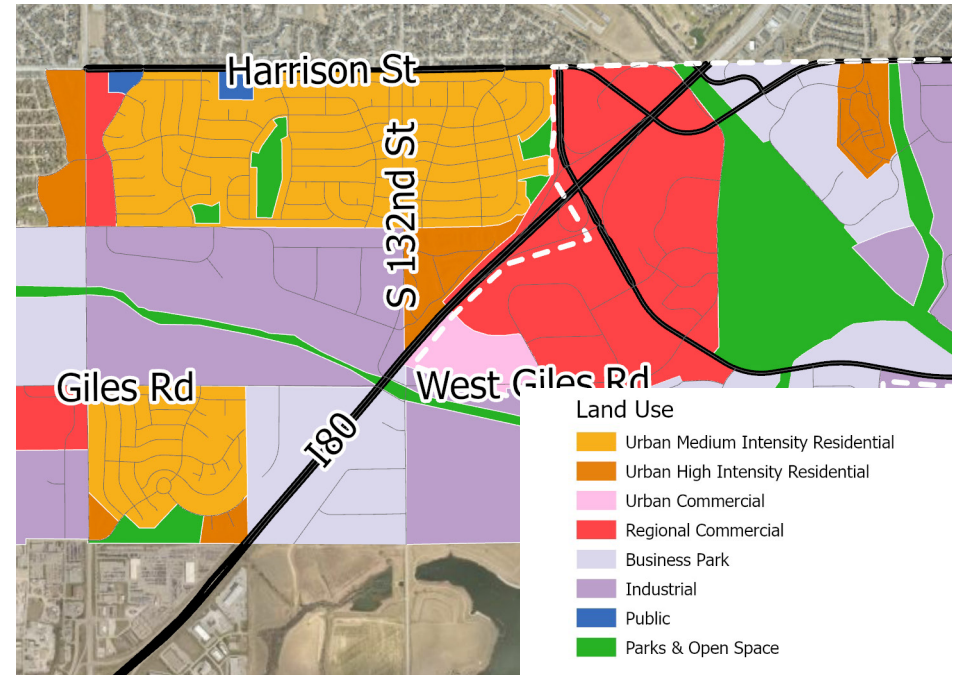 Harrison St
S 132nd St
Giles Rd
West Giles Rd
I80
Land Use
Urban Medium Intensity Residential
Urban High Intensity Residential
Urban Commercial
Regional Commercial
Business Park
Industrial
Public
Parks & Open Space